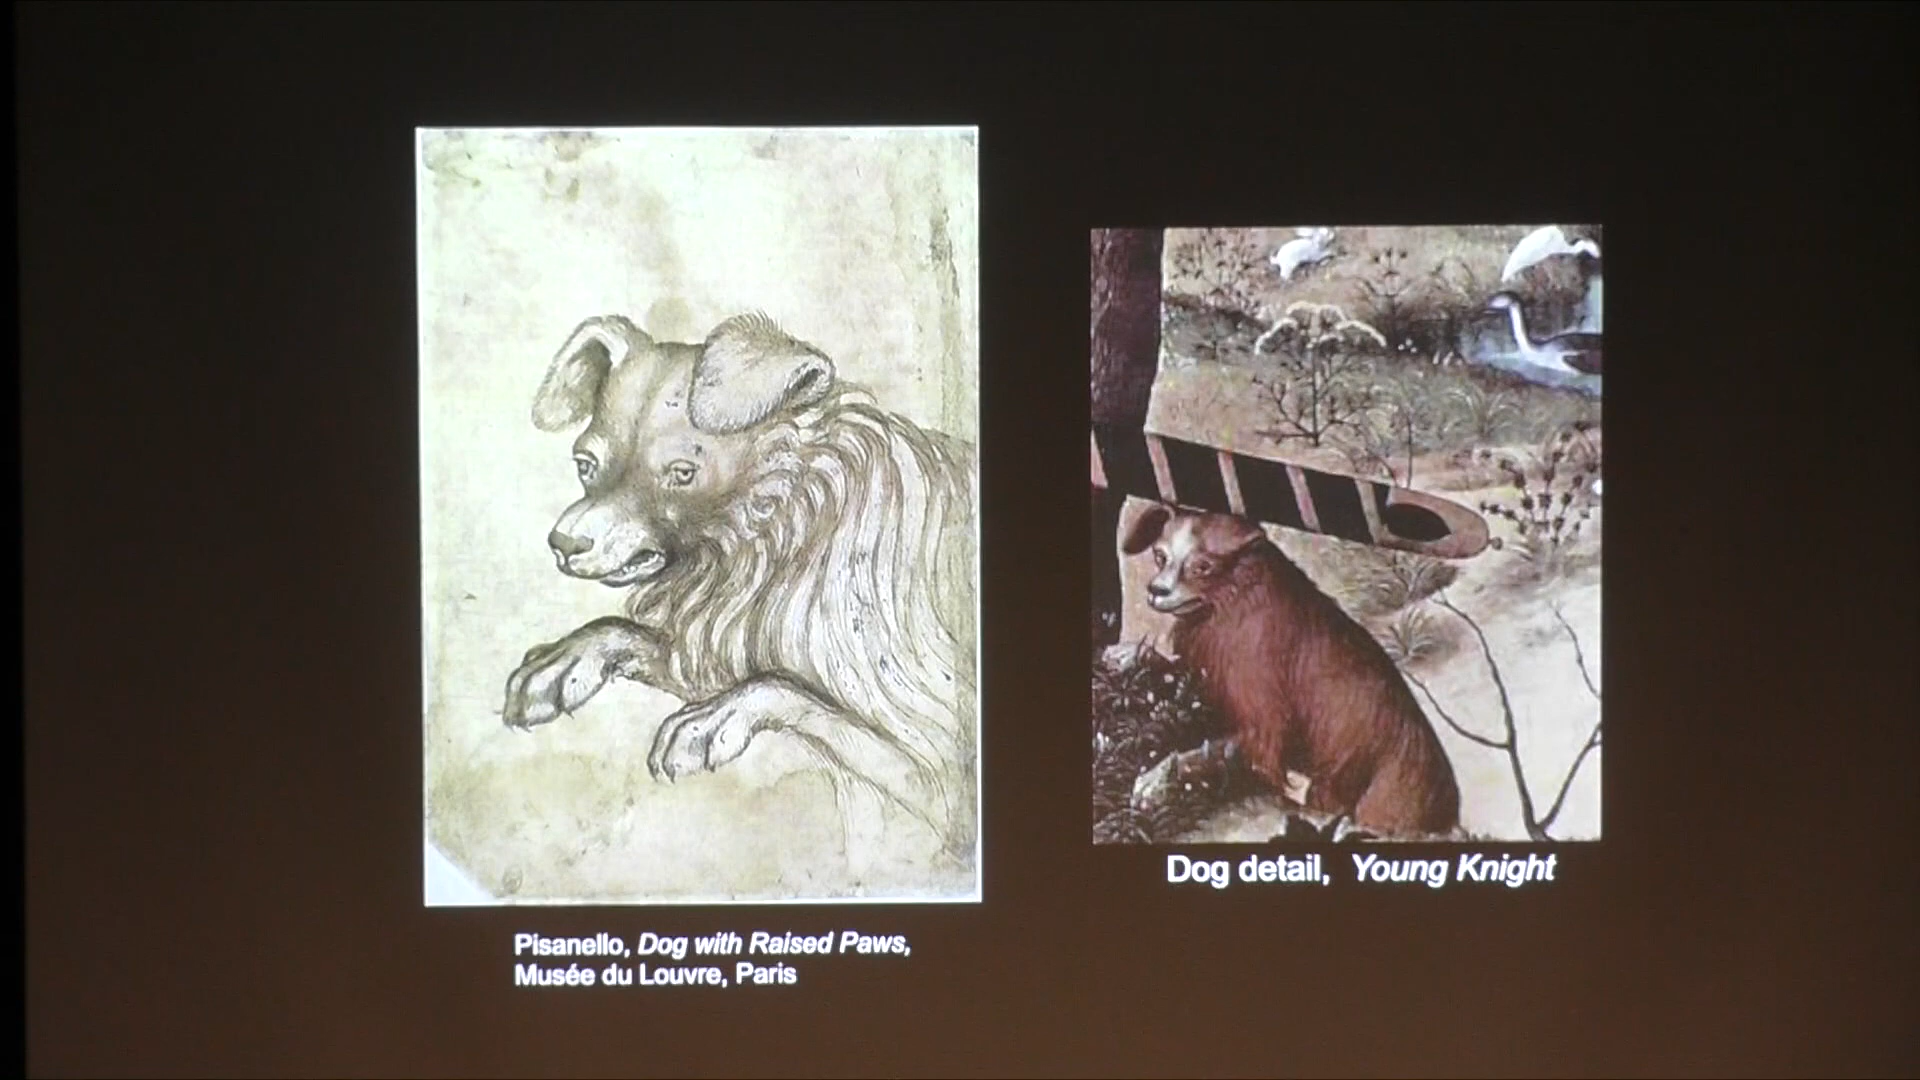 Pisanello, Dog with Raised Paws,
Musée du Louvre, Paris
Dog detail, Young Knight